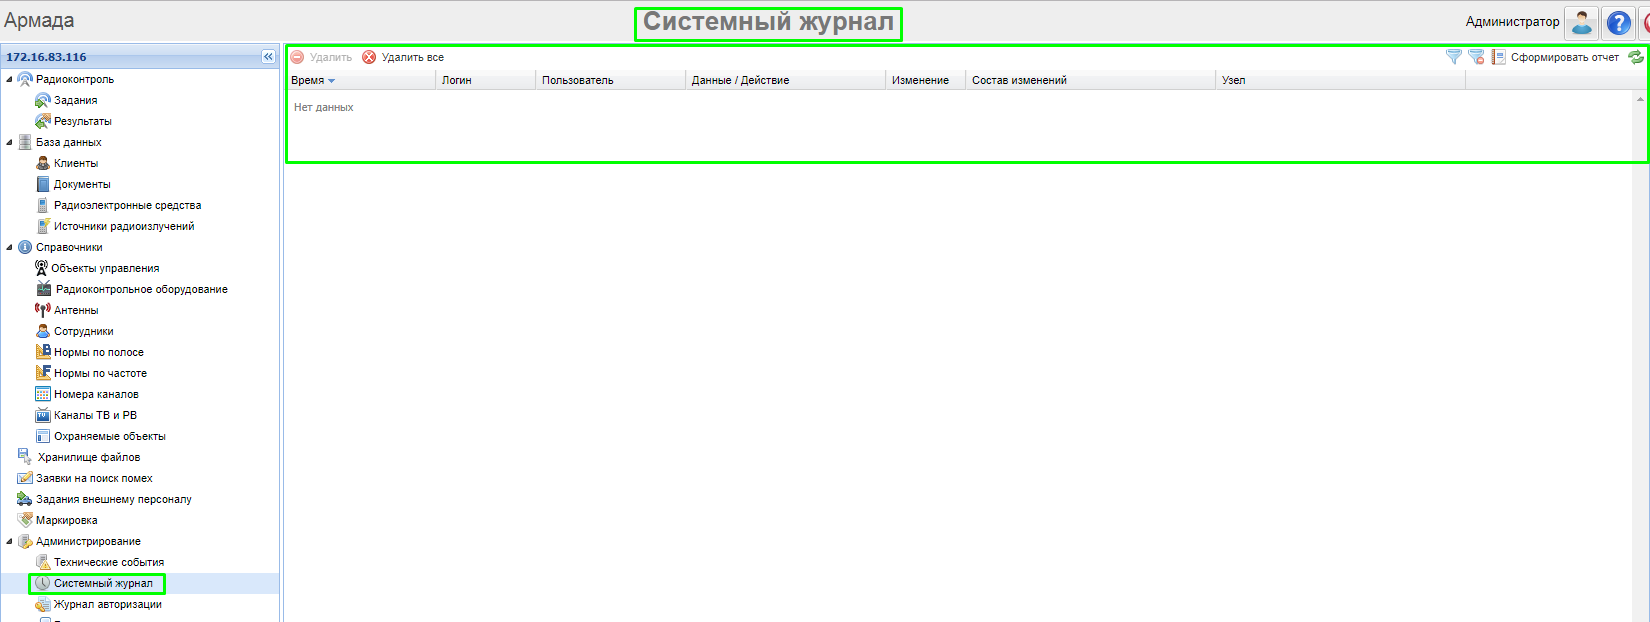 Армада
Системный журнал
Администратор
172.16.83.116
Удалить Удалить все Сформировать отчет
Время Логин Пользователь Данные / Действие Изменение Состав изменений Узел
Нет данных
Радиоконтроль
Задания
Результаты
База данных
Клиенты
Документы
Радиоэлектронные средства
Источники радиоизлучений
Справочники
Объекты управления
Радиоконтрольное оборудование
Антенны
Сотрудники
Нормы по полосе
Нормы по частоте
Номера каналов
Каналы ТВ и РВ
Охраняемые объекты
Хранилище файлов
Заявки на поиск помех
Задания внешнему персоналу
Маркировка
Администрирование
Технические события
Системный журнал
Журнал авторизации